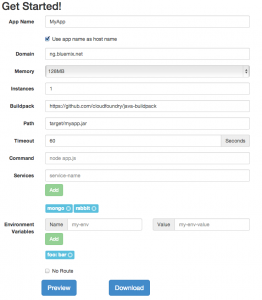 Get Started!
App Name MyApp
Use app name as host name
Domain ng.bluemix.net
Memory 128MB
Instances 1
Buildpack https://github.com/cloudfoundry/java-buildpack
Path target/myapp.jar
Timeout 60 Seconds
Command node app.js
Services service-name
Add
mongo rabbit
Environment Variables Name my-env Value my-env-value
Add
foo: bar
No Route
Preview Download